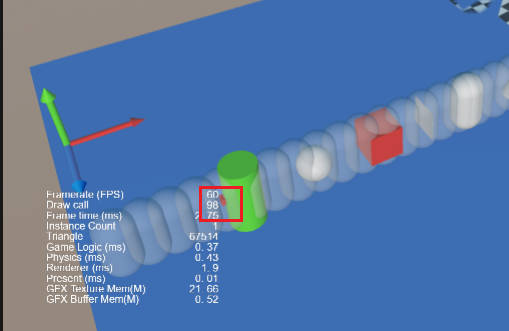 Framerate (FPS) 60
Draw call 98
Frame time (ms) 2.75
Instance Count 1
Triangle 67514
Game Logic (ms) 0.37
Physics (ms) 0.43
Renderer (ms) 1.9
Present (ms) 0.01
GFX Texture Mem(M) 21.66
GFX Buffer Mem(M) 0.52